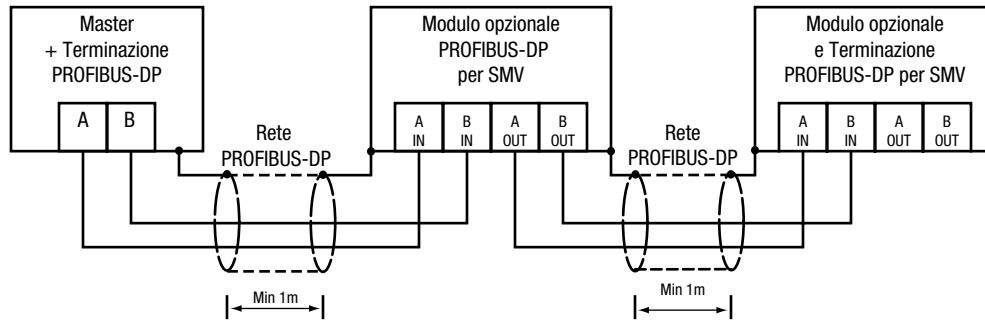 Master
+ Terminazione
PROFIBUS-DP
A B
Rete
PROFIBUS-DP
Min 1m
Modulo opzionale
PROFIBUS-DP
per SMV
A IN B IN A OUT B OUT
Rete
PROFIBUS-DP
Min 1m
Modulo opzionale
e Terminazione
PROFIBUS-DP per SMV
A IN B IN A OUT B OUT